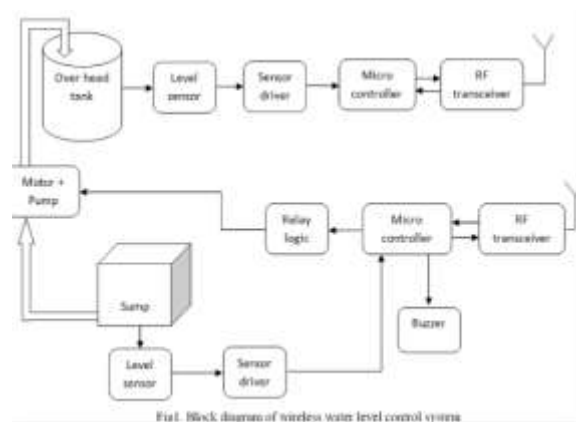 Over head
tank
Level
sensor
Sensor
driver
Micro
controller
RF
transceiver
Motor +
Pump
Relay
logic
Micro
controller
RF
transceiver
Sump
Buzzer
Level
sensor
Sensor
driver
Fig1. Block diagram of wireless water level control system